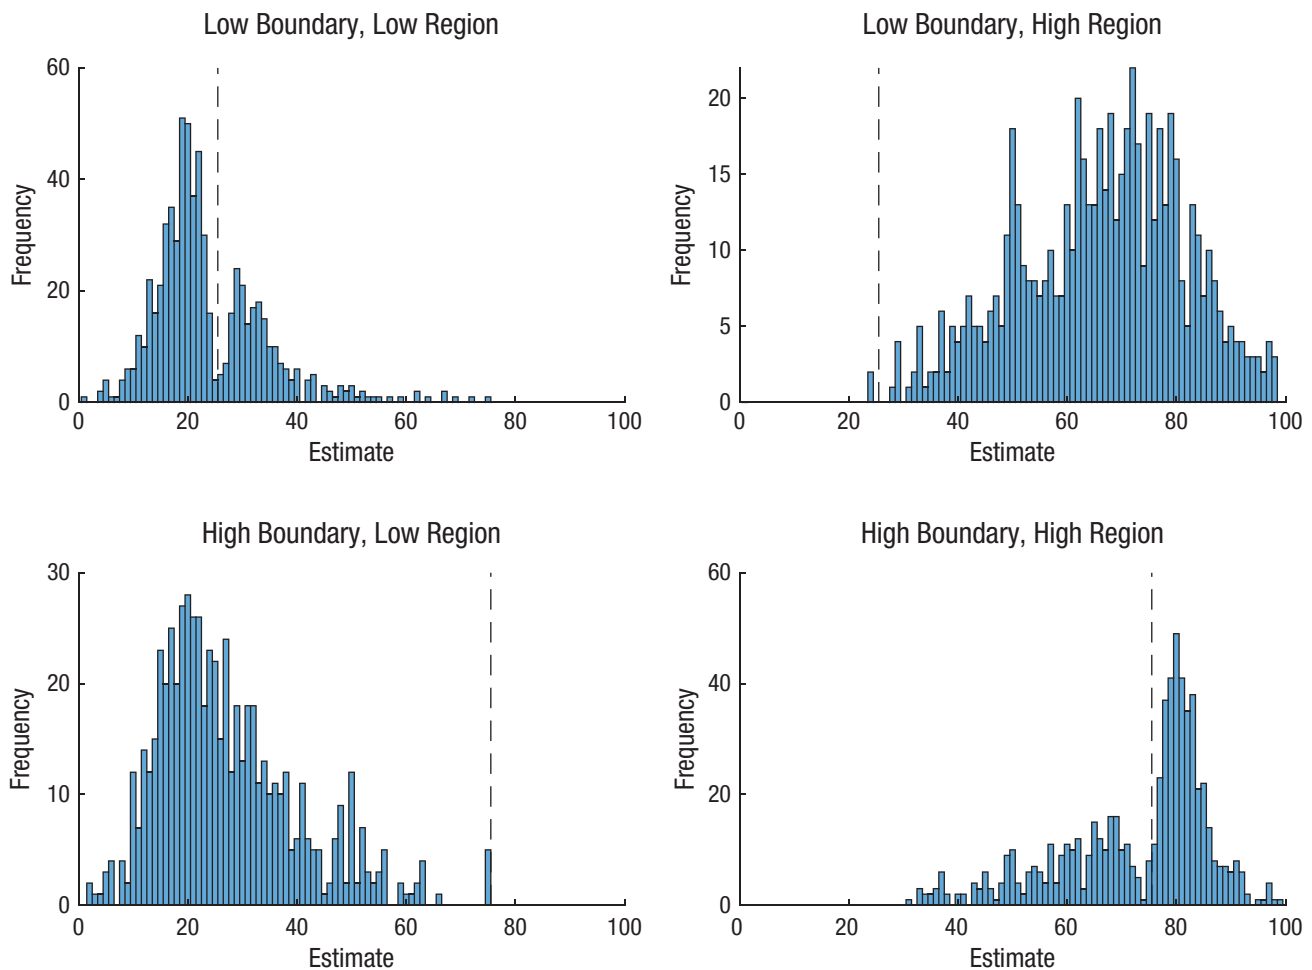 Low Boundary, Low Region
60
40
20
0
0 20 40 60 80 100
Frequency
Estimate
Low Boundary, High Region
20
15
10
5
0
0 20 40 60 80 100
Frequency
Estimate
High Boundary, Low Region
30
20
10
0
0 20 40 60 80 100
Frequency
Estimate
High Boundary, High Region
60
40
20
0
0 20 40 60 80 100
Frequency
Estimate